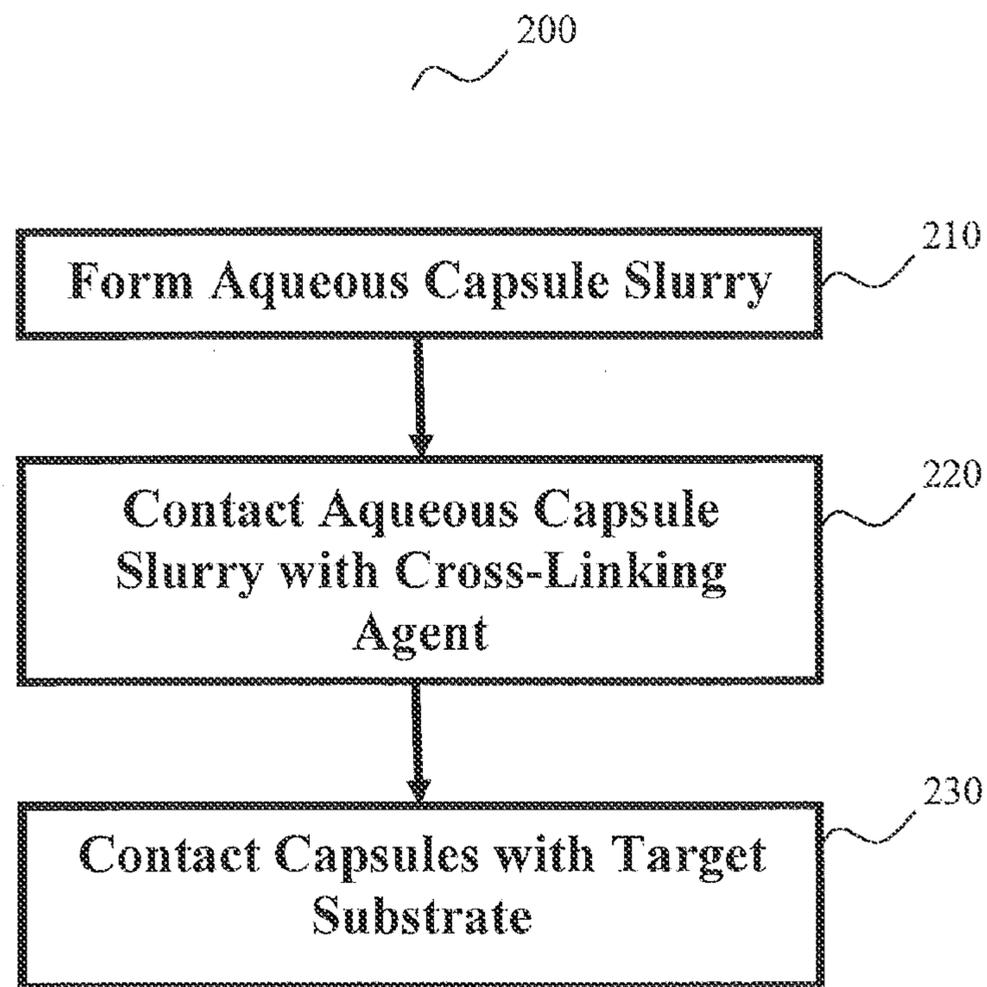 200
210
Form Aqueous Capsule Slurry
220
Contact Aqueous Capsule
Slurry with Cross-Linking
Agent
230
Contact Capsules with Target
Substrate